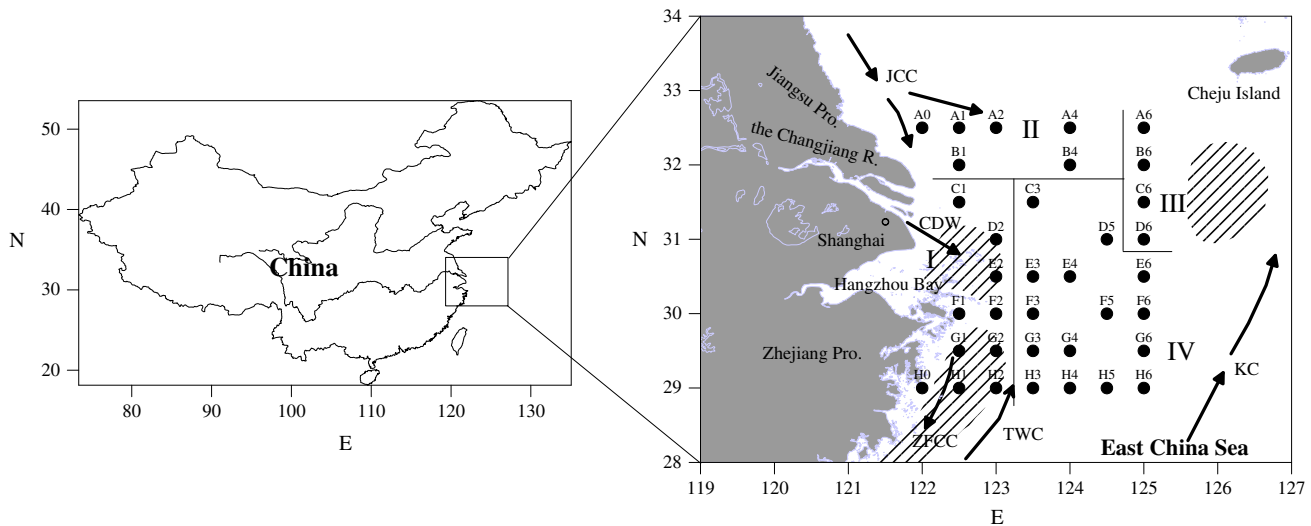 50
40
30
20
N
80
90
100
110
120
130
E
China
34
33
32
31
30
29
28
N
119
120
121
122
123
124
125
126
127
E
JCC
Jiangsu Pro.
Cheju Island
A0 A1 A2 A4 A6
II
the Changjiang R.
B1 B4 B6
C1 C3 C6
III
CDW
Shanghai
D2 D5 D6
I
E2 E3 E4 E6
Hangzhou Bay
F1 F2 F3 F5 F6
G1 G2 G3 G4 G6
IV
Zhejiang Pro.
H0 H1 H2 H3 H4 H5 H6
KC
ZFCC
TWC
East China Sea